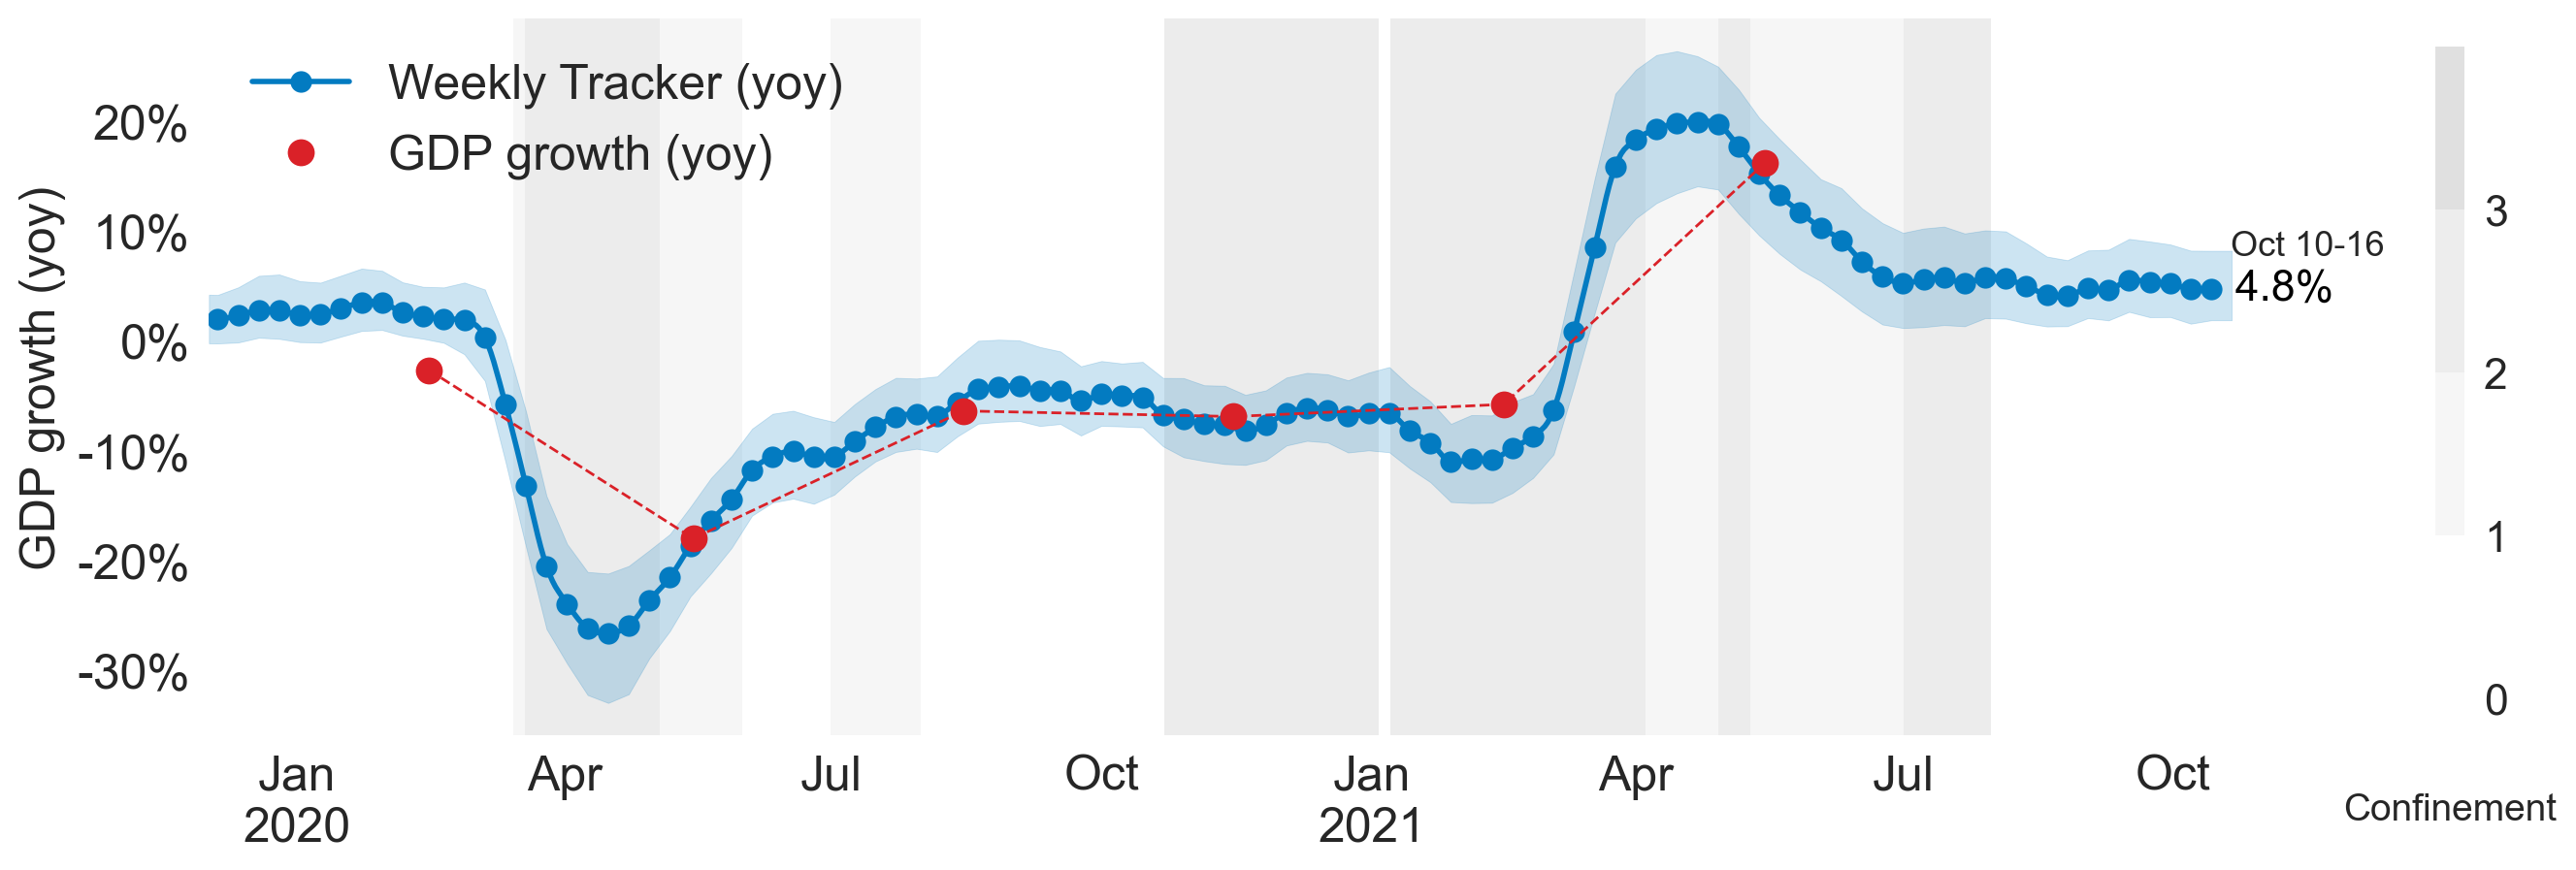 Weekly Tracker (yoy)
GDP growth (yoy)
GDP growth (yoy)
20%
10%
0%
-10%
-20%
-30%
Jan
2020
Apr
Jul
Oct
Jan
2021
Apr
Jul
Oct
Oct 10-16
4.8%
3
2
1
0
Confinement